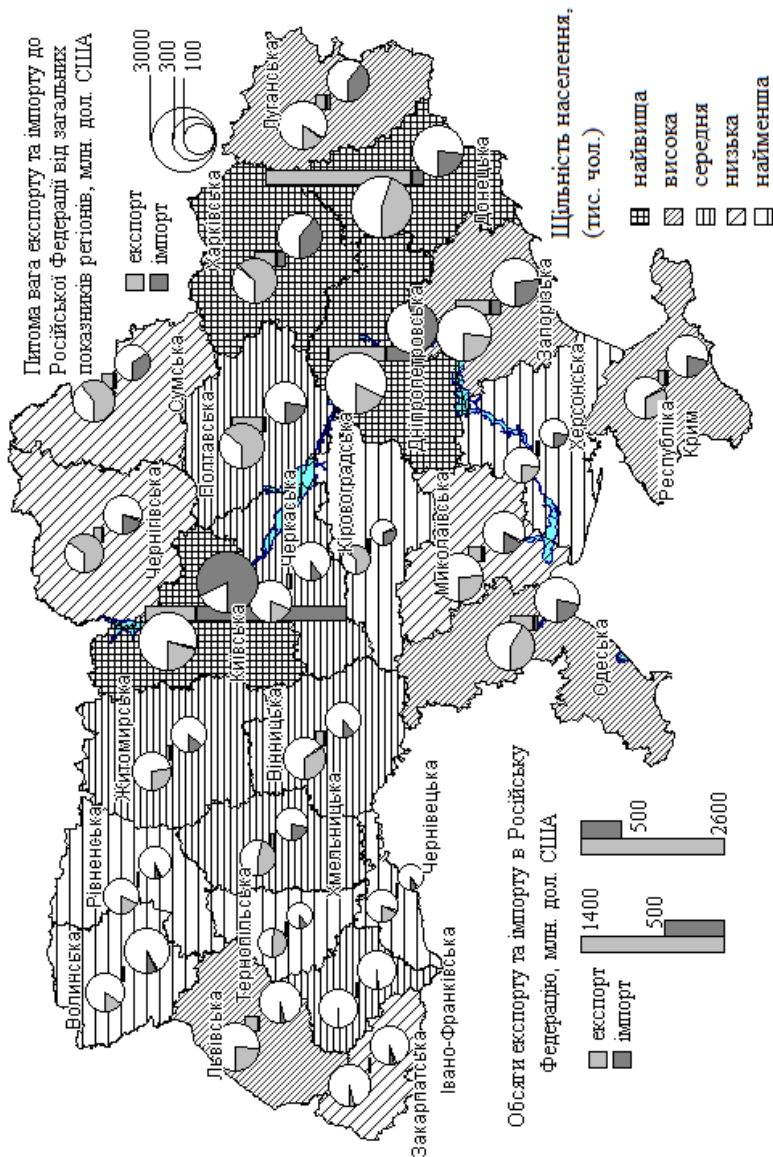 Питома вага експорту та імпорту до
Російської Федерації від загальних
показників регіонів, млн. дол. США
експорт
імпорт
3000
300
100
Волинська
Рівненська
Житомирська
Чернігівська
Сумська
Київська
Львівська
Тернопільська
Хмельницька
Вінницька
Черкаська
Полтавська
Харківська
Луганська
Закарпатська
Івано-Франківська
Чернівецька
Кіровоградська
Дніпропетровська
Донецька
Одеська
Миколаївська
Херсонська
Запорізька
Республіка
Крим
Обсяги експорту та імпорту в Російську
Федерацію, млн. дол. США
експорт
імпорт
1400
500
500
2600
Щільність населення,
(тис. чол.)
найвища
висока
середня
низька
найменша